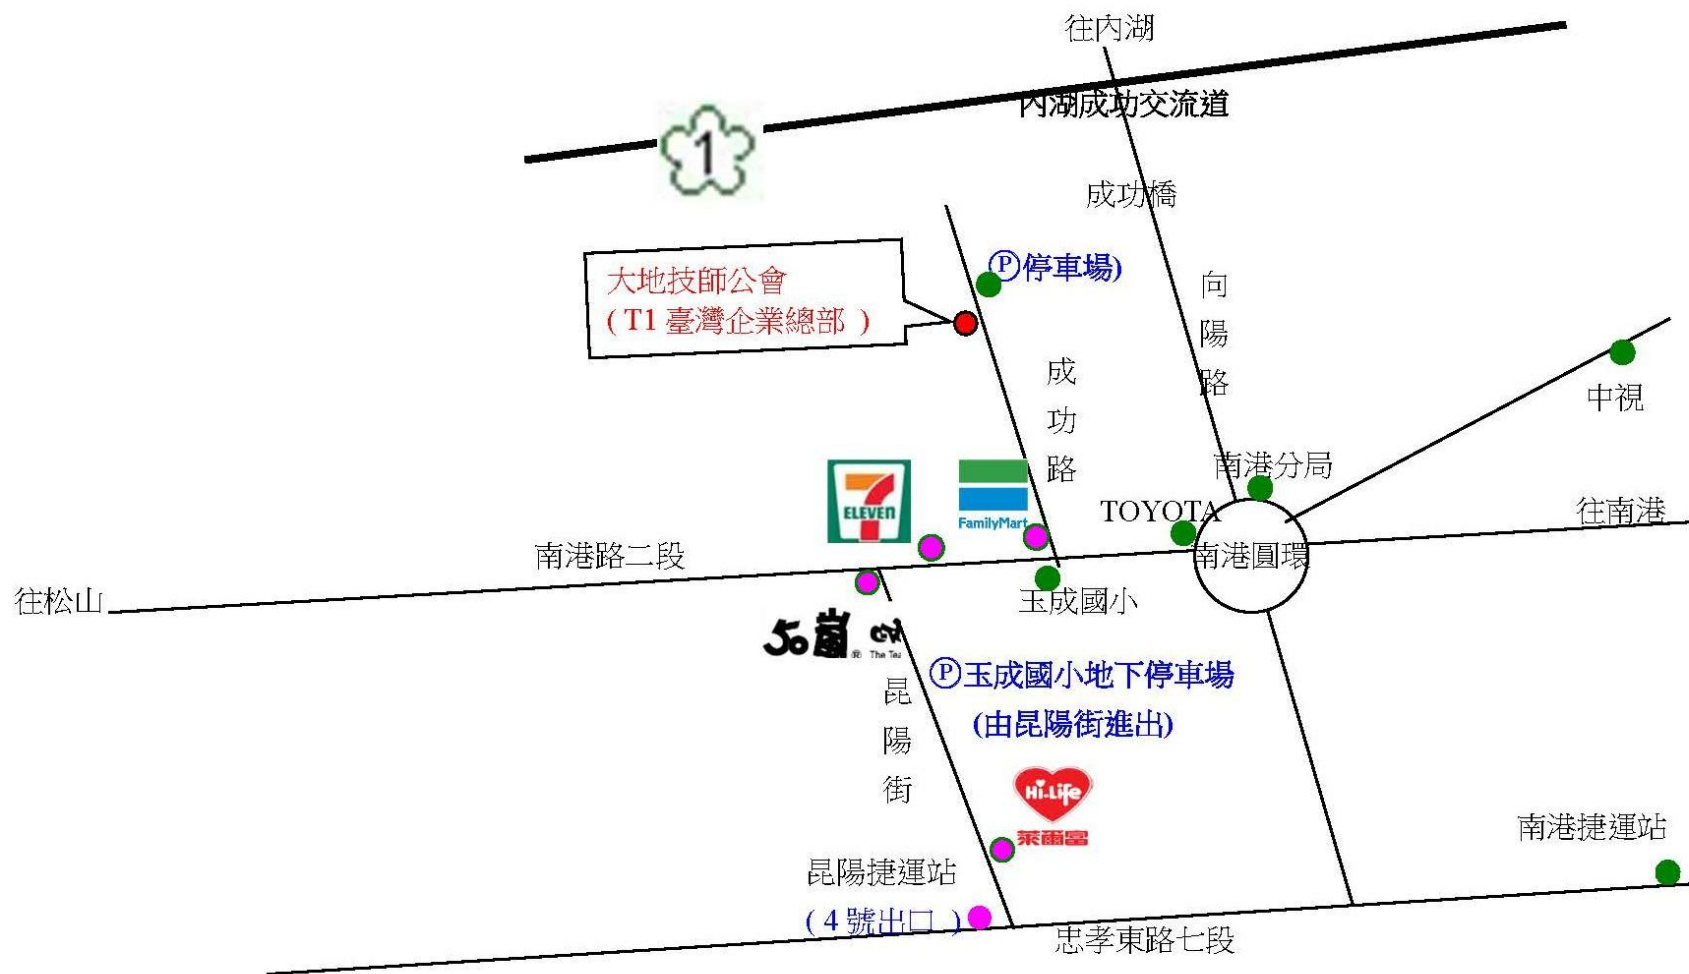 往內湖
內湖成功交流道
1
成功橋
Ⓟ停車場)
大地技師公會
( T1 臺灣企業總部 )
向陽路
成功路
中視
南港分局
7
ELEVEN
FamilyMart
TOYOTA
往南港
南港路二段
南港圓環
往松山
玉成國小
50嵐
® The Tea
Ⓟ玉成國小地下停車場
(由昆陽街進出)
昆陽街
Hi-Life
萊爾富
南港捷運站
昆陽捷運站
( 4 號出口 )
忠孝東路七段